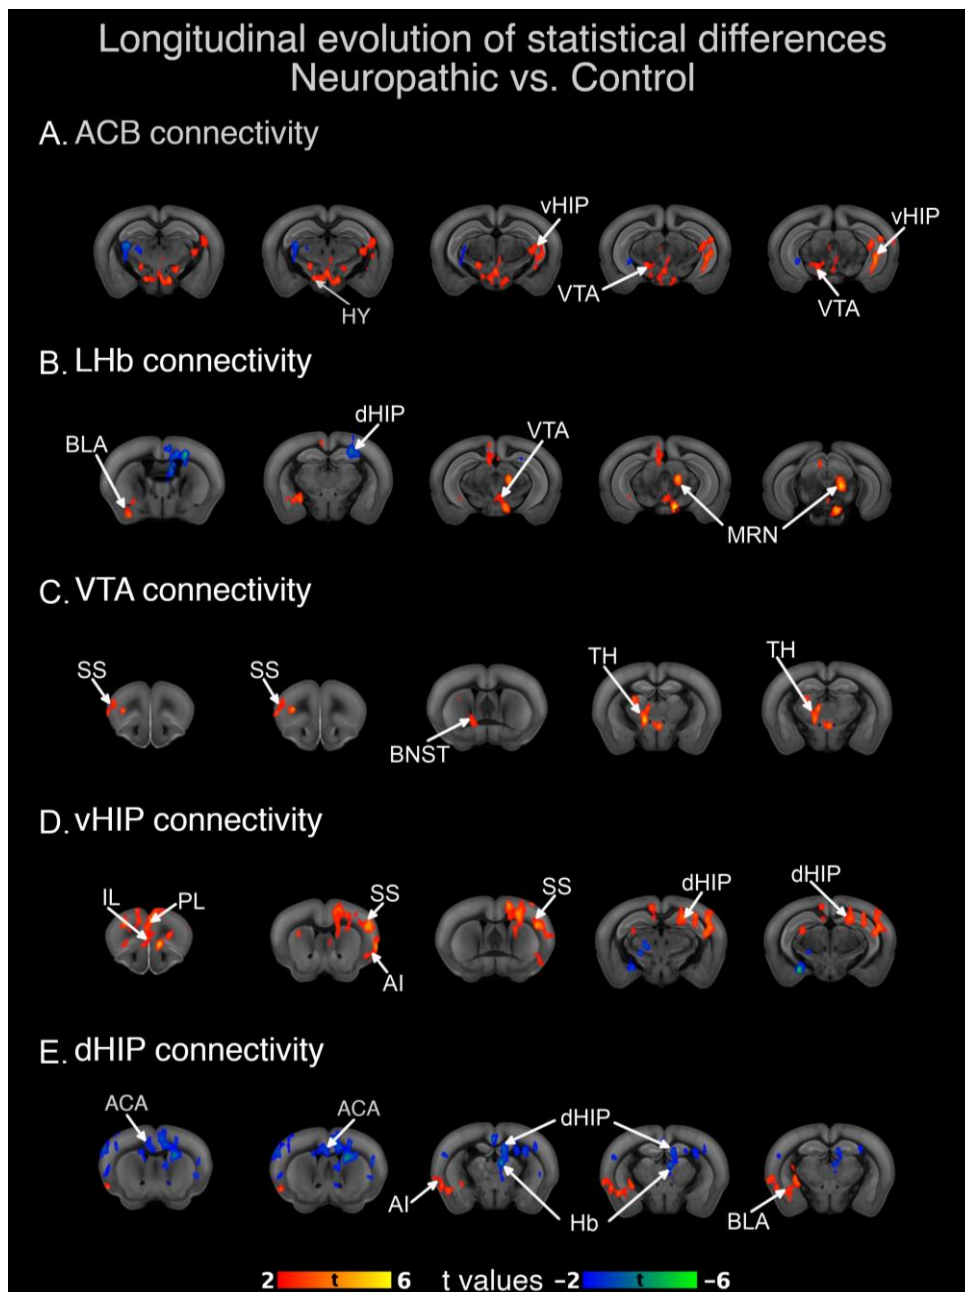 Longitudinal evolution of statistical differences
Neuropathic vs. Control
A. ACB connectivity
vHIP
vHIP
VTA
VTA
HY
B. LHb connectivity
dHIP
VTA
BLA
MRN
C. VTA connectivity
SS
SS
TH
TH
BNST
D. vHIP connectivity
IL
PL
SS
SS
dHIP
dHIP
AI
E. dHIP connectivity
ACA
ACA
dHIP
AI
Hb
BLA
2 t 6 t values −2 t −6